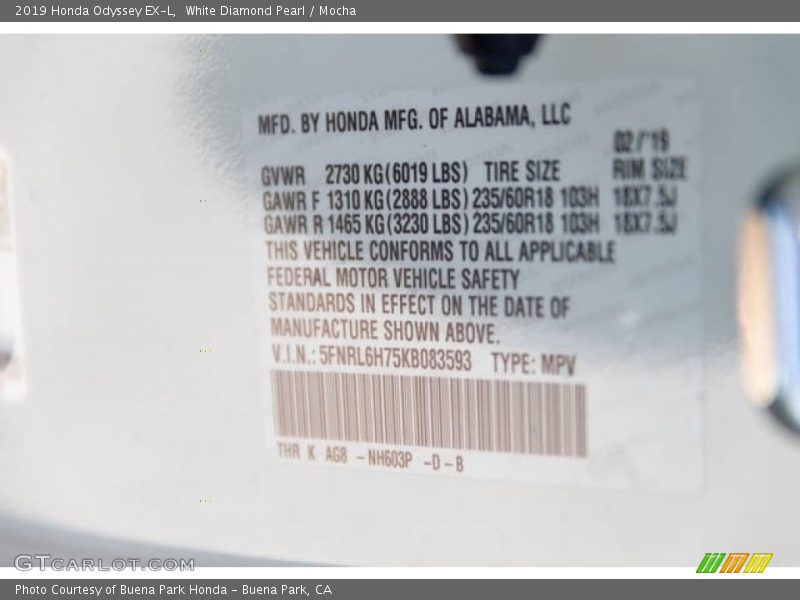 2019 Honda Odyssey EX-L, White Diamond Pearl / Mocha
MFD. BY HONDA MFG. OF ALABAMA, LLC
02/'19
GVWR 2730 KG(6019 LBS) TIRE SIZE RIM SIZE
GAWR F 1310 KG(2888 LBS) 235/60R18 103H 18X7.5J
GAWR R 1465 KG(3230 LBS) 235/60R18 103H 18X7.5J
THIS VEHICLE CONFORMS TO ALL APPLICABLE
FEDERAL MOTOR VEHICLE SAFETY
STANDARDS IN EFFECT ON THE DATE OF
MANUFACTURE SHOWN ABOVE.
V.I.N.: 5FNRL6H75KB083593 TYPE: MPV
THR K AG8 -NH603P -D-B
GTCARLOT.COM
Photo Courtesy of Buena Park Honda - Buena Park, CA